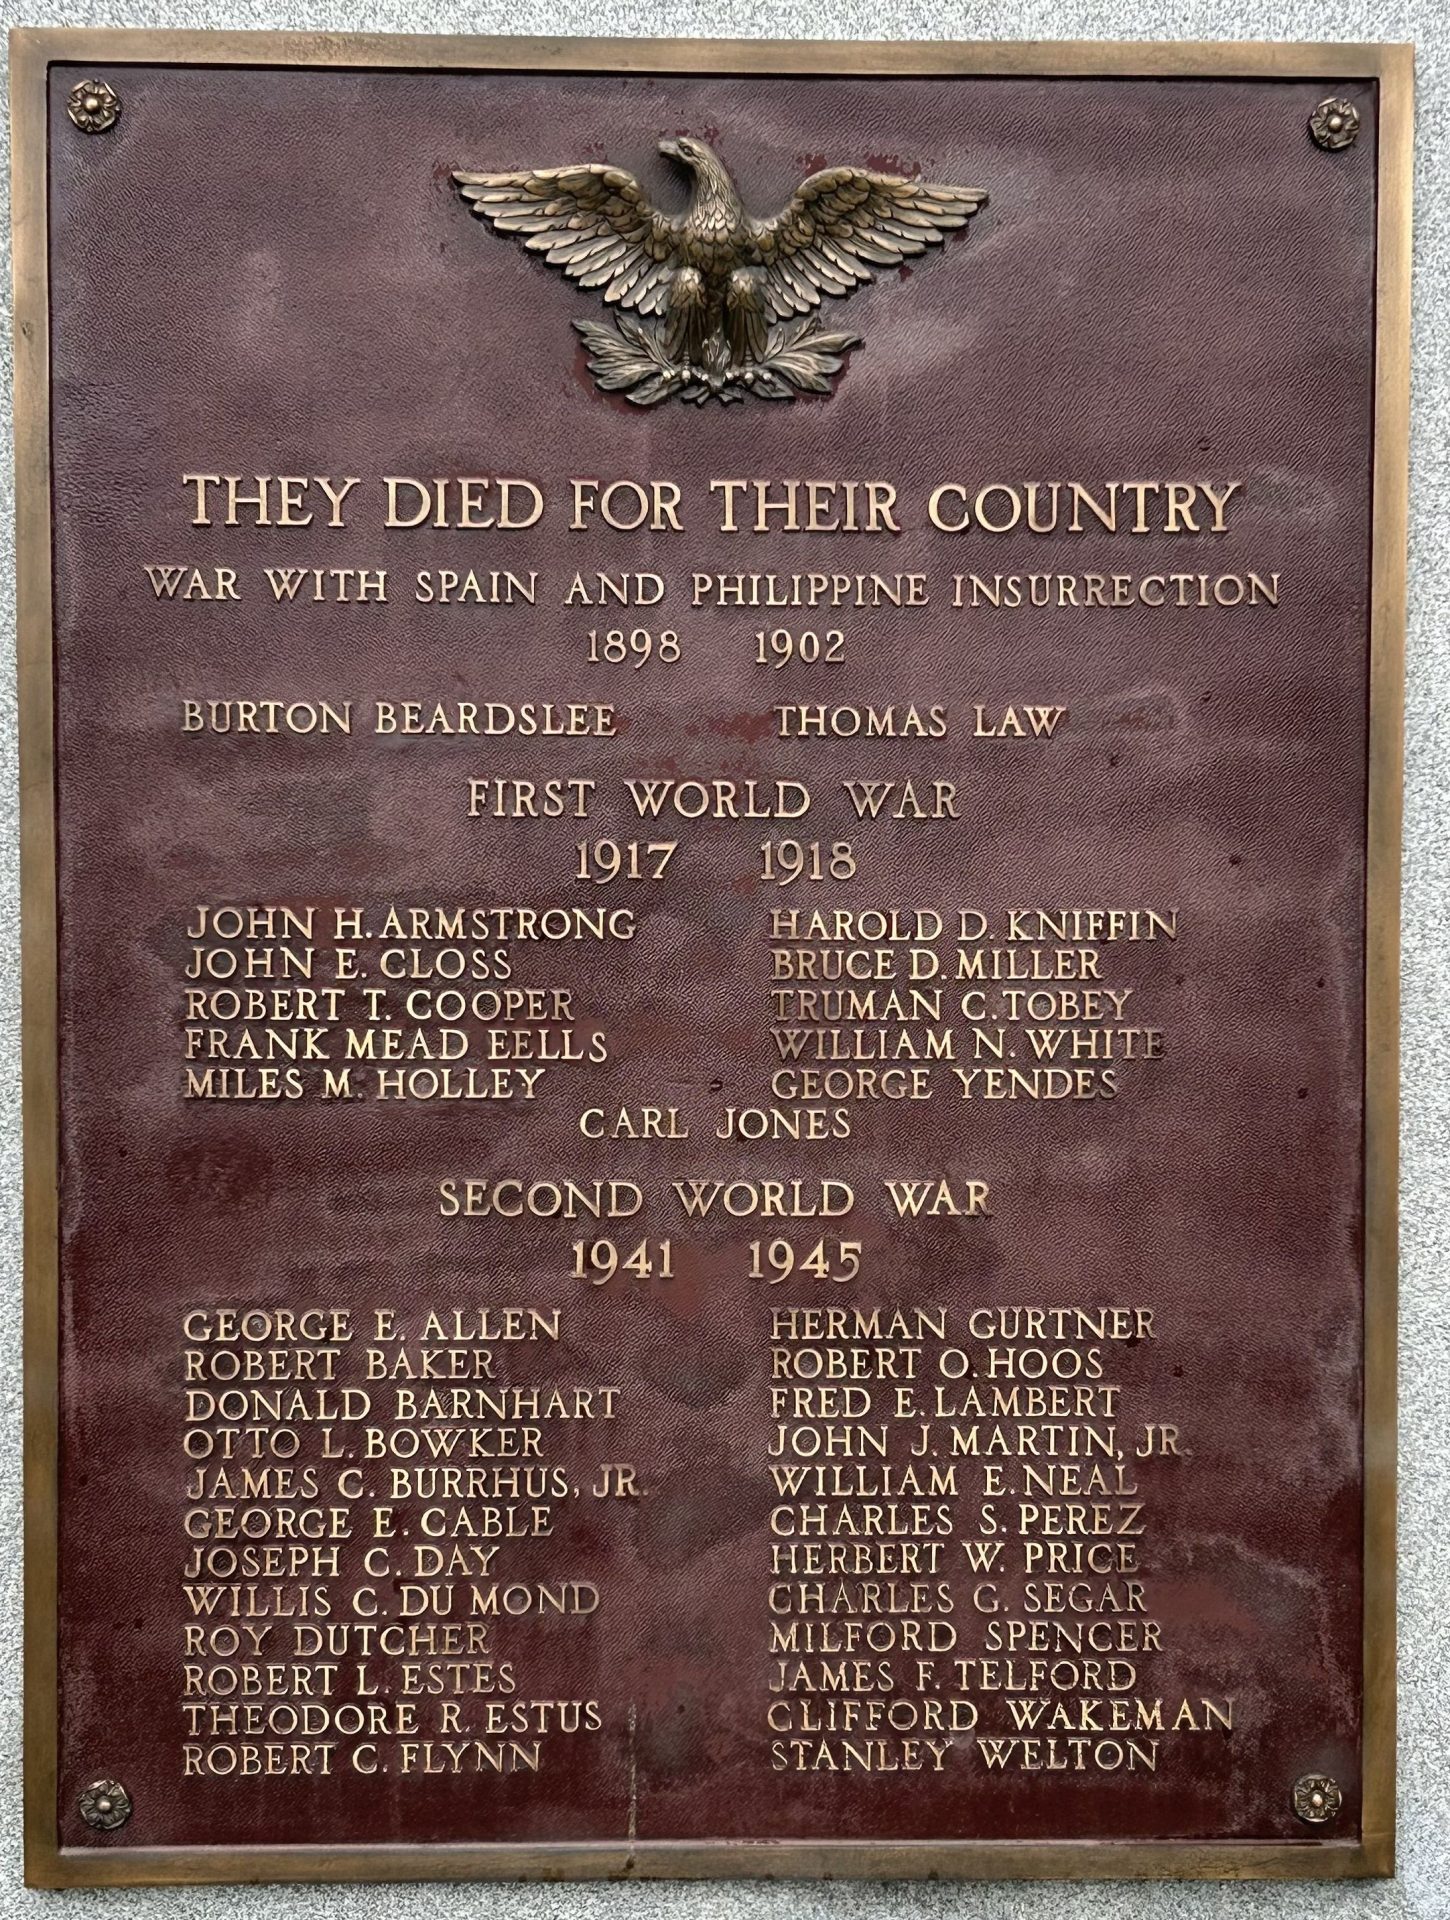 THEY DIED FOR THEIR COUNTRY
WAR WITH SPAIN AND PHILIPPINE INSURRECTION
1898 1902
BURTON BEARDSLEE THOMAS LAW
FIRST WORLD WAR
1917 1918
JOHN H. ARMSTRONG HAROLD D. KNIFFIN
JOHN E. CLOSS BRUCE D. MILLER
ROBERT T. COOPER TRUMAN C. TOBEY
FRANK MEAD EELLS WILLIAM N. WHITE
MILES M. HOLLEY GEORGE YENDES
CARL JONES
SECOND WORLD WAR
1941 1945
GEORGE E. ALLEN HERMAN GURTNER
ROBERT BAKER ROBERT O. HOOS
DONALD BARNHART FRED E. LAMBERT
OTTO L. BOWKER JOHN J. MARTIN, JR.
JAMES C. BURRHUS, JR. WILLIAM E. NEAL
GEORGE E. CABLE CHARLES S. PEREZ
JOSEPH C. DAY HERBERT W. PRICE
WILLIS C. DU MOND CHARLES G. SEGAR
ROY DUTCHER MILFORD SPENCER
ROBERT L. ESTES JAMES F. TELFORD
THEODORE R. ESTUS CLIFFORD WAKEMAN
ROBERT C. FLYNN STANLEY WELTON